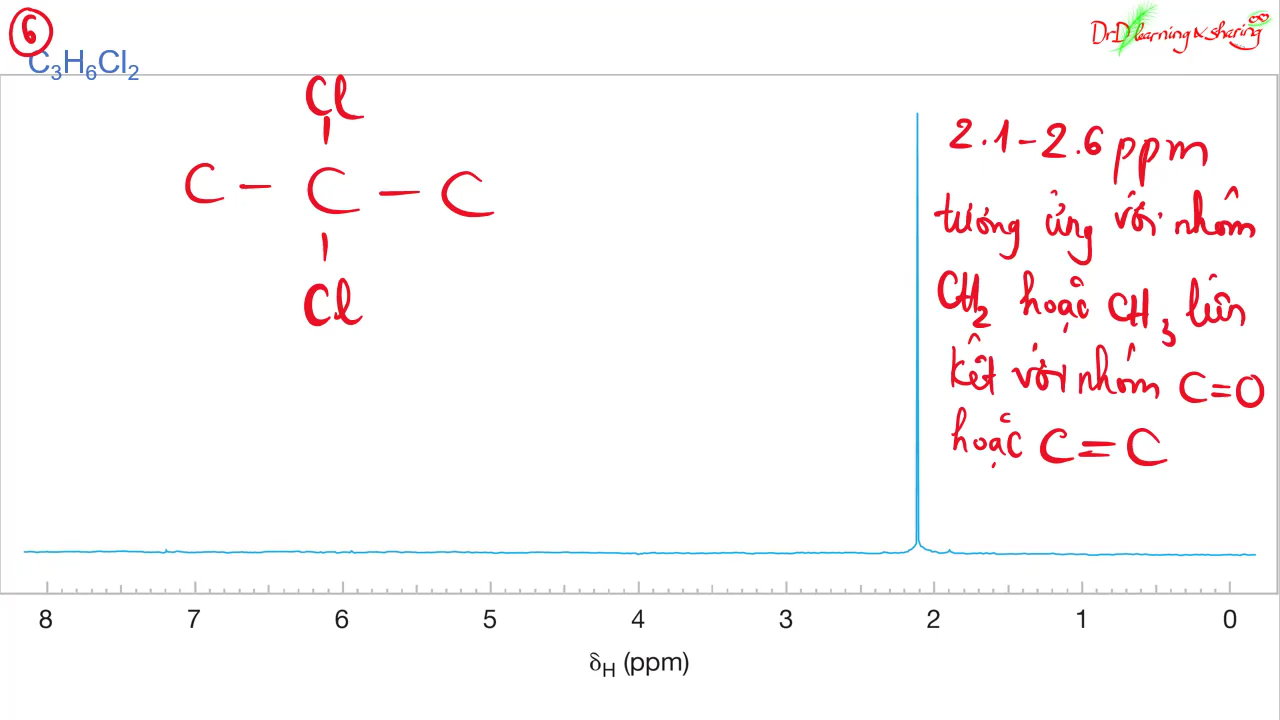 6
DrD learning & sharing
C₃H₆Cl₂
Cl
C – C – C
Cl
2.1 – 2.6 ppm
tương ứng với nhóm
CH₂ hoặc CH₃ liên
kết với nhóm C=O
hoặc C=C
8 7 6 5 4 3 2 1 0
δH (ppm)